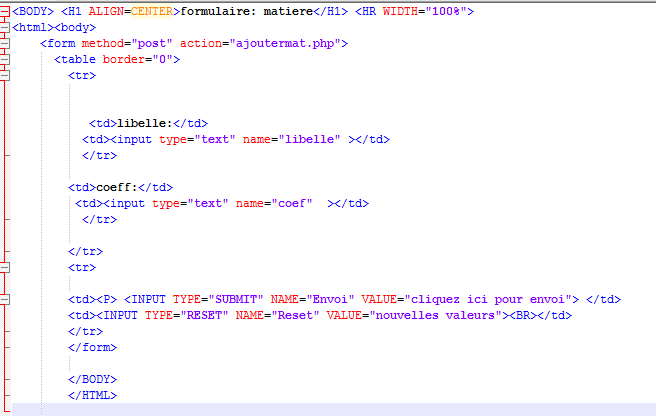 <BODY> <H1 ALIGN=CENTER>formulaire: matiere</H1> <HR WIDTH="100%">
<html><body>
<form method="post" action="ajoutermat.php">
<table border="0">
<tr>
<td>libelle:</td>
<td><input type="text" name="libelle" ></td>
</tr>
<td>coeff:</td>
<td><input type="text" name="coef"  ></td>
</tr>
</tr>
<tr>
<td><P> <INPUT TYPE="SUBMIT" NAME="Envoi" VALUE="cliquez ici pour envoi"> </td>
<td><INPUT TYPE="RESET" NAME="Reset" VALUE="nouvelles valeurs"><BR></td>
</tr>
</form>
</BODY>
</HTML>